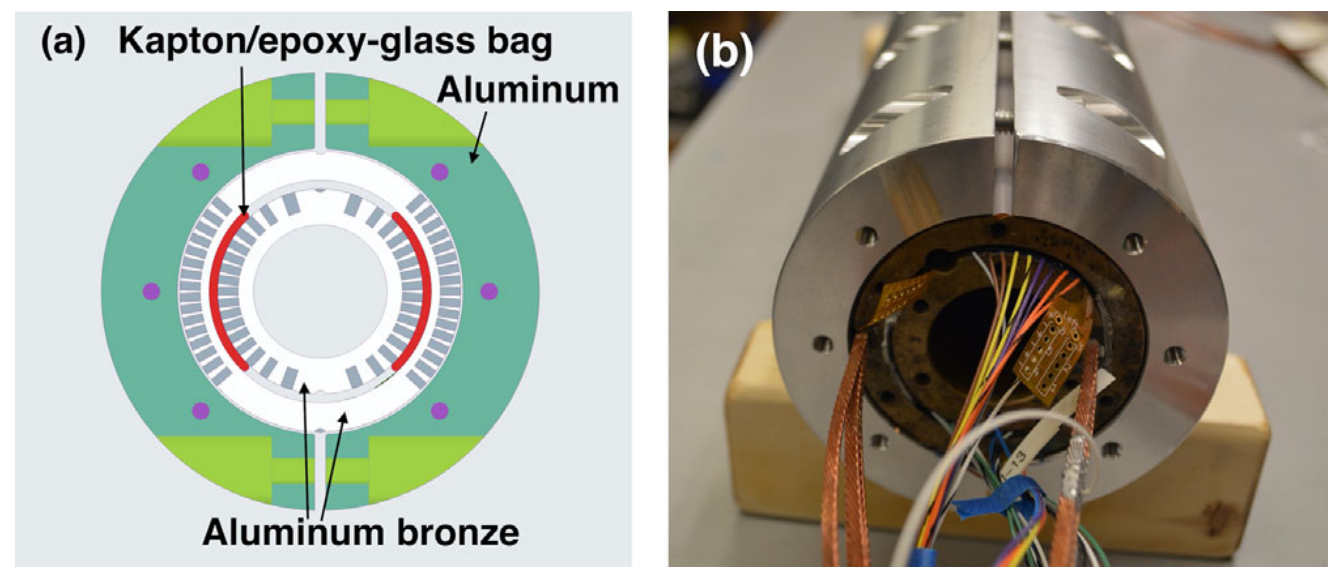 (a) Kapton/epoxy-glass bag
Aluminum
Aluminum bronze
(b)
-13